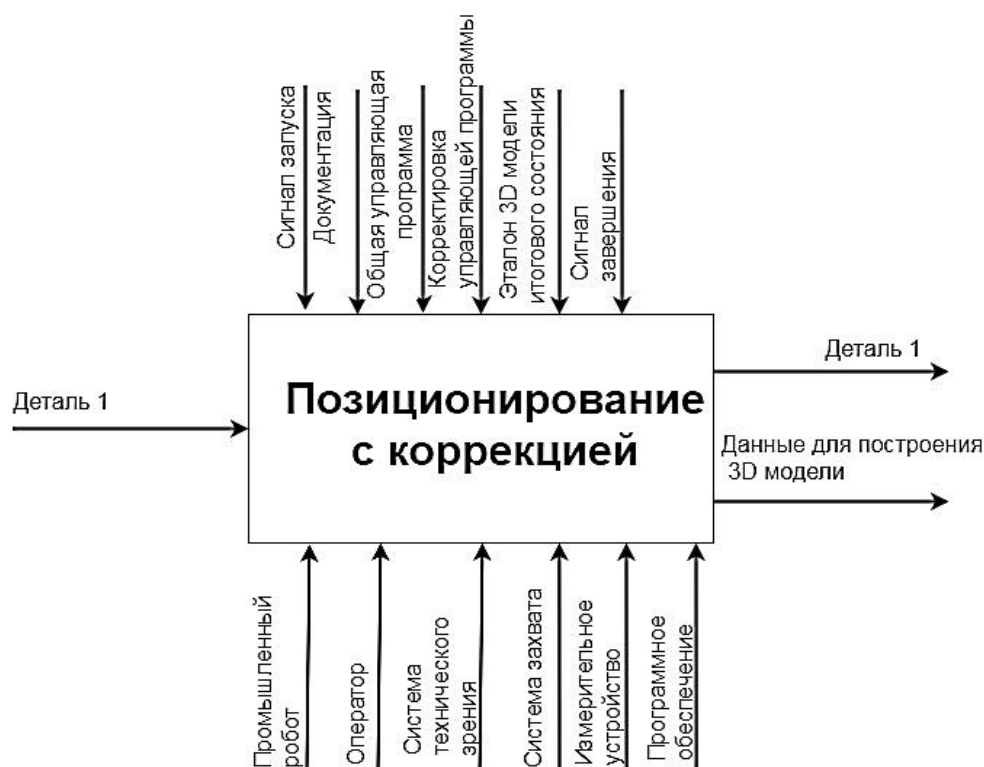 Сигнал запуска
Документация
Общая управляющая
программа
Корректировка
управляющей программы
Эталон 3D модели
итогового состояния
Сигнал
завершения
Деталь 1
Позиционирование
с коррекцией
Деталь 1
Данные для построения
3D модели
Промышленный
робот
Оператор
Система
технического
зрения
Система захвата
Измерительное
устройство
Программное
обеспечение